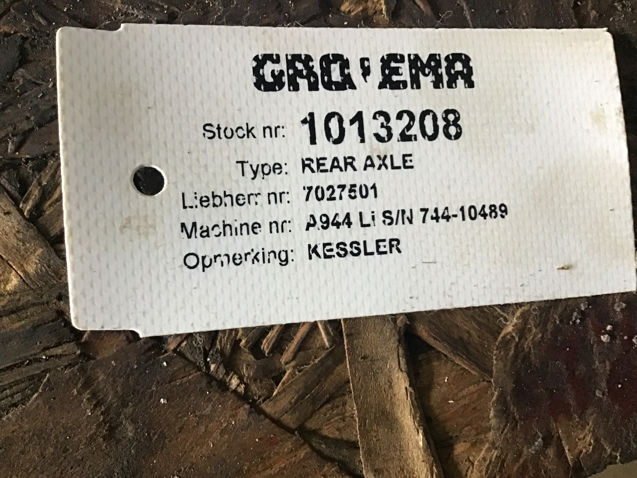 Stock nr: 1013208
Type: REAR AXLE
Liebherr nr: 7027501
Machine nr: A944 Li S/N 744-10489
Opmerking: KESSLER